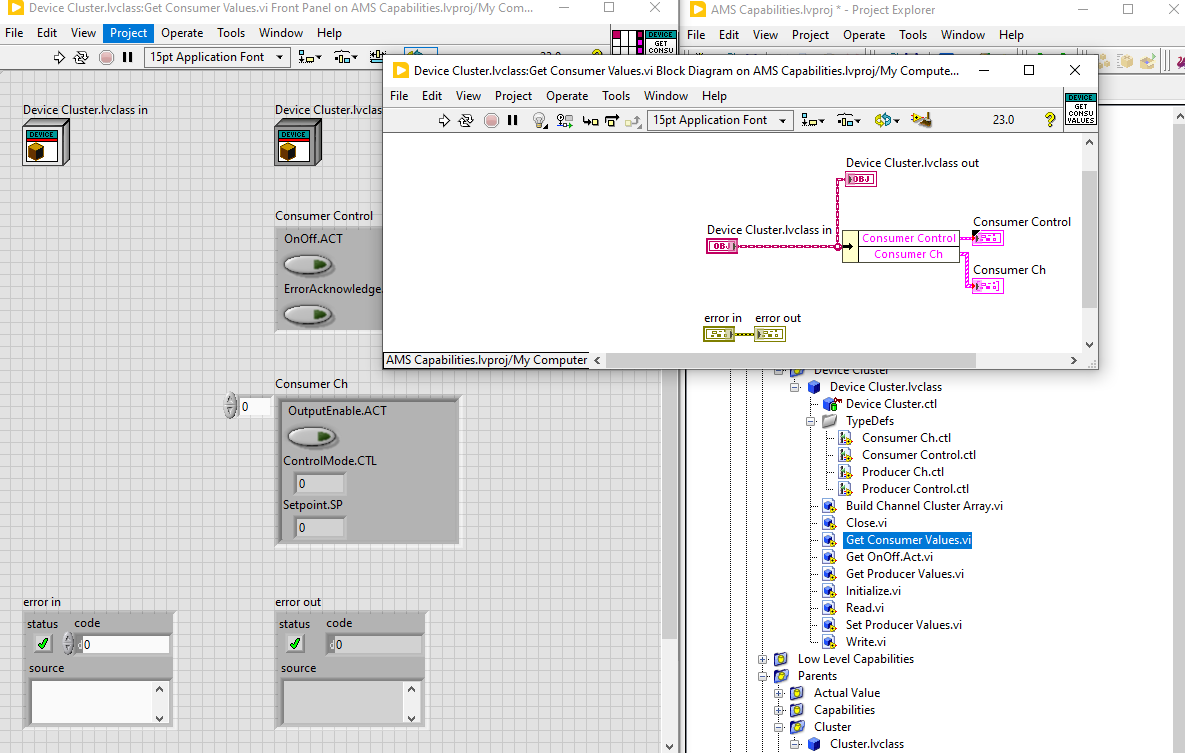 Device Cluster.lvclass:Get Consumer Values.vi Front Panel on AMS Capabilities.lvproj/My Com...
File Edit View Project Operate Tools Window Help
15pt Application Font
DEVICE
GET
CONSU
Device Cluster.lvclass in
DEVICE
Device Cluster.lvclas
DEVICE
Consumer Control
OnOff.ACT
ErrorAcknowledge.
Consumer Ch
0
OutputEnable.ACT
ControlMode.CTL
0
Setpoint.SP
0
error in
status code
d0
source
error out
status code
d0
source
AMS Capabilities.lvproj * - Project Explorer
File Edit View Project Operate Tools Window Help
Device Cluster.lvclass:Get Consumer Values.vi Block Diagram on AMS Capabilities.lvproj/My Compute...
File Edit View Project Operate Tools Window Help
15pt Application Font
23.0
?
DEVICE
GET
CONSU
VALUES
Device Cluster.lvclass out
OBJ
Device Cluster.lvclass in
OBJ
Consumer Control
Consumer Ch
Consumer Control
Consumer Ch
error in error out
AMS Capabilities.lvproj/My Computer
Device Cluster
Device Cluster.lvclass
Device Cluster.ctl
TypeDefs
Consumer Ch.ctl
Consumer Control.ctl
Producer Ch.ctl
Producer Control.ctl
Build Channel Cluster Array.vi
Close.vi
Get Consumer Values.vi
Get OnOff.Act.vi
Get Producer Values.vi
Initialize.vi
Read.vi
Set Producer Values.vi
Write.vi
Low Level Capabilities
Parents
Actual Value
Capabilities
Cluster
Cluster.lvclass